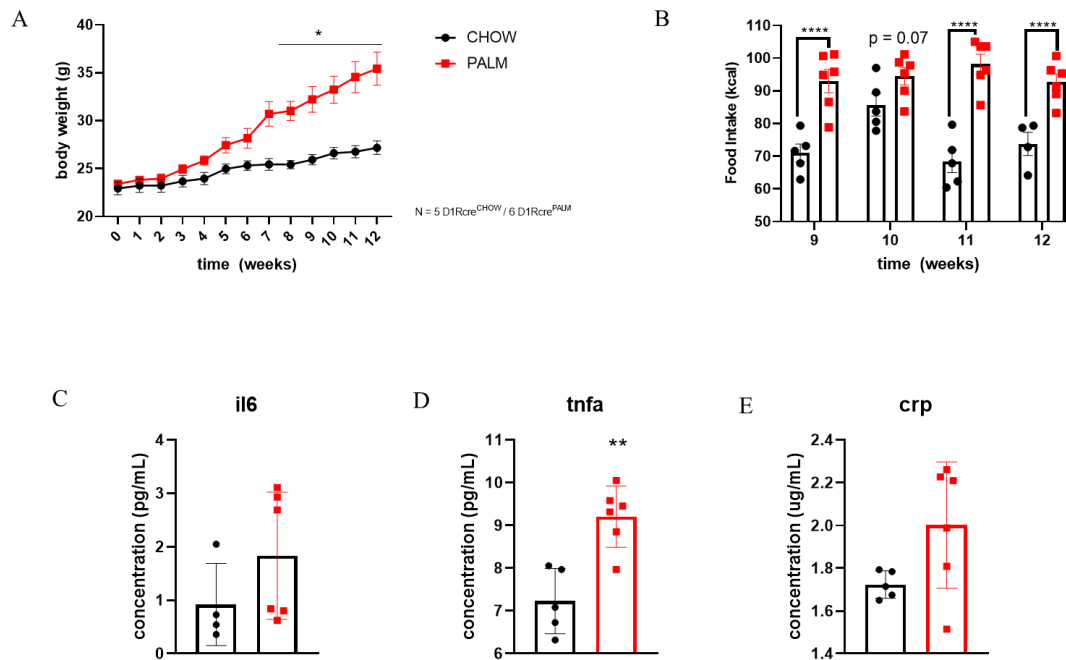 A
*
CHOW
PALM
body weight (g)
40
35
30
25
20
0 1 2 3 4 5 6 7 8 9 10 11 12
time (weeks)
N = 5 D1Rcre^CHOW / 6 D1Rcre^PALM
B
****
p = 0.07
****
****
Food Intake (kcal)
110
100
90
80
70
60
50
9 10 11 12
time (weeks)
C
il6
concentration (pg/mL)
4
3
2
1
0
D
tnfa
**
concentration (pg/mL)
11
10
9
8
7
6
E
crp
concentration (ug/mL)
2.4
2.2
2.0
1.8
1.6
1.4